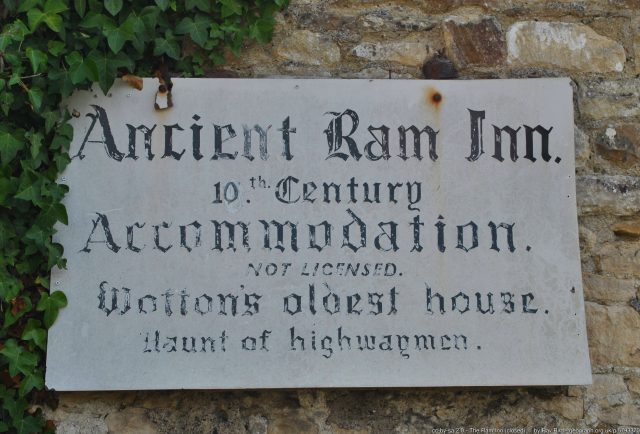 Ancient Ram Inn.
10.th. Century
Accommodation.
NOT LICENSED.
Wotton's oldest house.
Haunt of highwaymen.